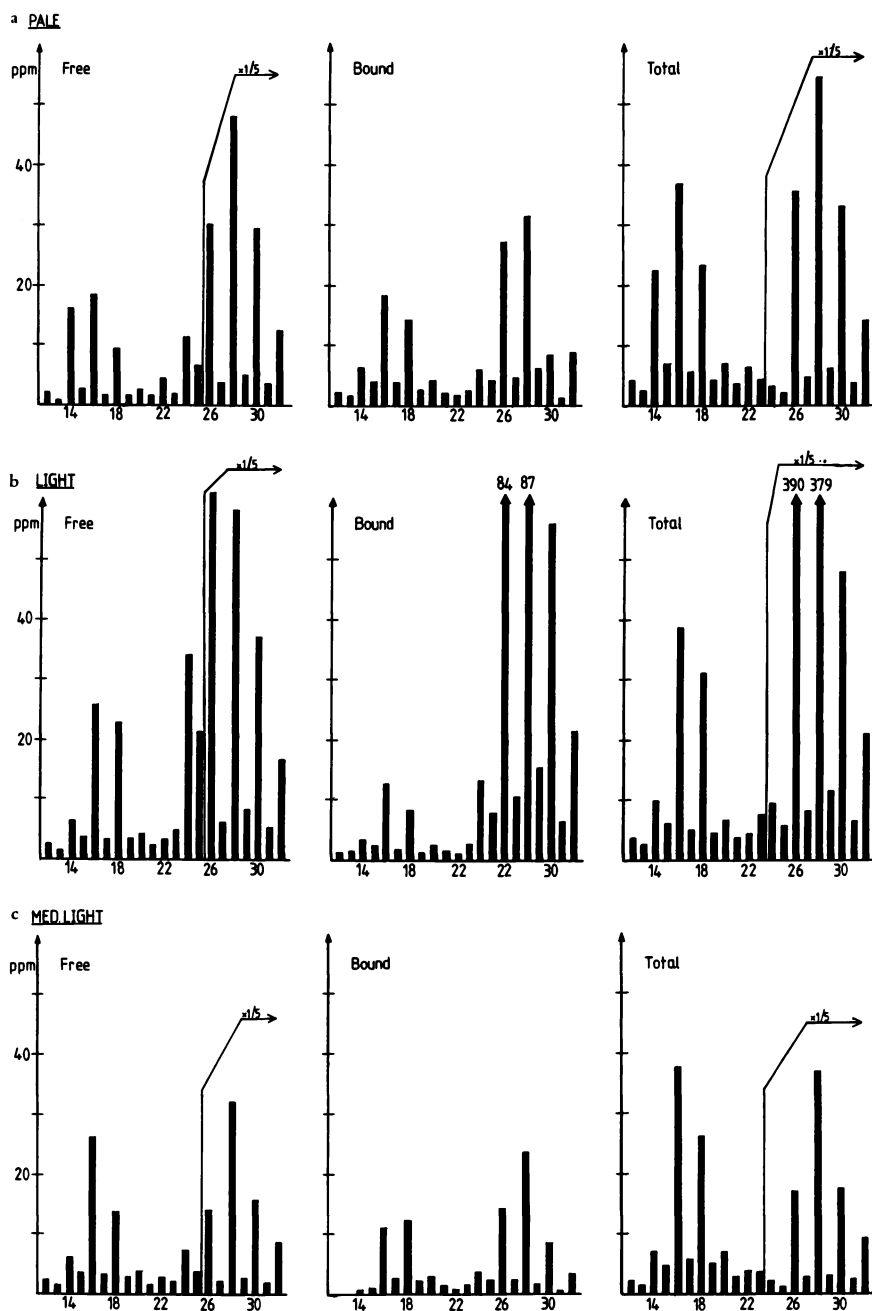 a PALE
ppm Free ×1/5
40
20
14 18 22 26 30
Bound
14 18 22 26 30
Total ×1/5
14 18 22 26 30
b LIGHT
ppm Free ×1/5
40
20
14 18 22 26 30
Bound 84 87
14 18 22 26 30
Total ×1/5 390 379
14 18 22 26 30
c MED.LIGHT
ppm Free ×1/5
40
20
14 18 22 26 30
Bound
14 18 22 26 30
Total ×1/5
14 18 22 26 30